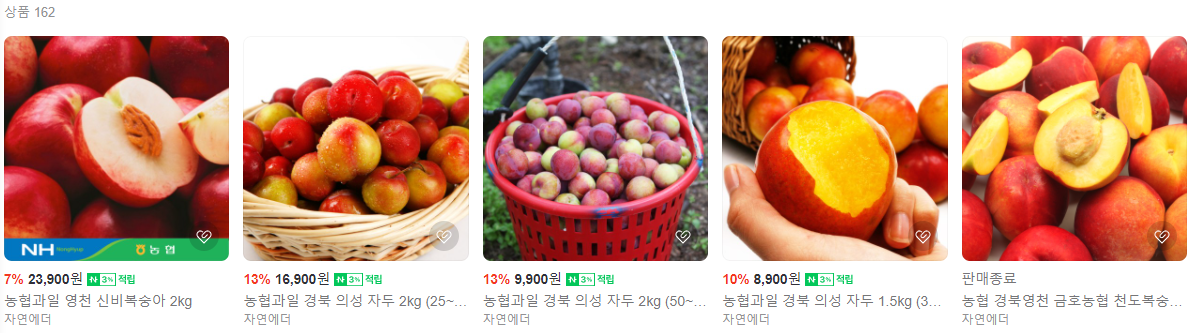 상품 162
NH
농협
7% 23,900원 N 3% 적립
농협과일 영천 신비복숭아 2kg
자연에더
13% 16,900원 N 3% 적립
농협과일 경북 의성 자두 2kg (25~...
자연에더
13% 9,900원 N 3% 적립
농협과일 경북 의성 자두 2kg (50~...
자연에더
10% 8,900원 N 3% 적립
농협과일 경북 의성 자두 1.5kg (3...
자연에더
판매종료
농협 경북영천 금호농협 천도복숭...
자연에더